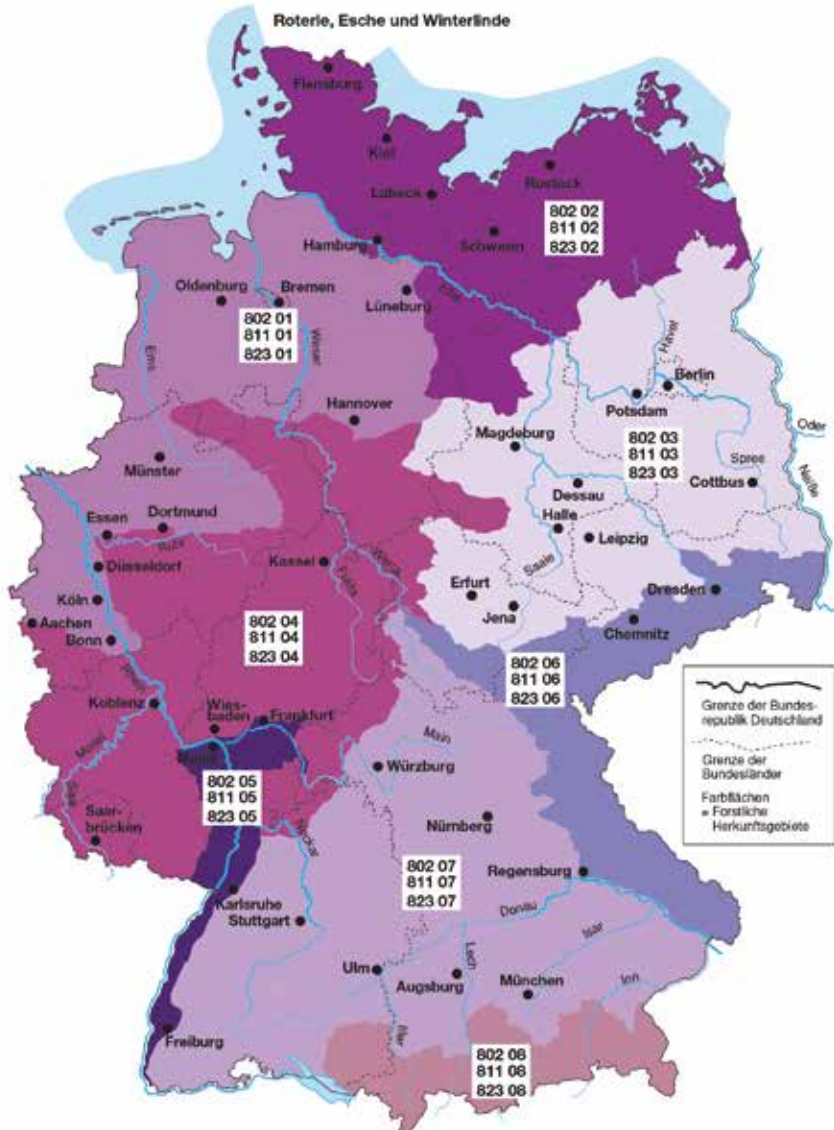 Roterle, Esche und Winterlinde
Flensburg
Kiel
Rostock
Lübeck
802 02
811 02
823 02
Schwerin
Hamburg
Elbe
Oldenburg
Bremen
Lüneburg
802 01
811 01
823 01
Ems
Weser
Havel
Berlin
Potsdam
Hannover
Oder
Magdeburg
802 03
811 03
823 03
Spree
Neiße
Münster
Cottbus
Dessau
Dortmund
Essen
Halle
Ruhr
Leipzig
Düsseldorf
Kassel
Werra
Fulda
Saale
Erfurt
Dresden
Köln
Jena
Aachen
802 04
811 04
823 04
Chemnitz
Bonn
802 06
811 06
823 06
Rhein
Koblenz
Wies-
baden
Frankfurt
Main
Mosel
Würzburg
802 05
811 05
823 05
Saar
Saar-
brücken
Neckar
Nürnberg
802 07
811 07
823 07
Regensburg
Karlsruhe
Stuttgart
Donau
Isar
Ulm
Lech
Augsburg
München
Inn
Iller
Freiburg
802 08
811 08
823 08
Grenze der Bundes-
republik Deutschland
Grenze der
Bundesländer
Farbflächen
Forstliche
Herkunftsgebiete